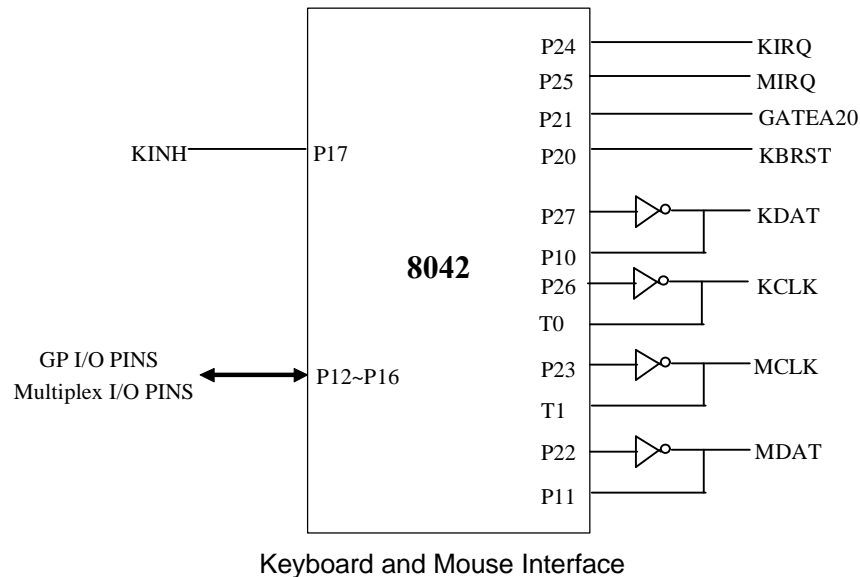 P24 KIRQ
P25 MIRQ
P21 GATEA20
KINH P17 P20 KBRST
P27 KDAT
P10
8042
P26 KCLK
T0
GP I/O PINS
Multiplex I/O PINS
P12~P16
P23 MCLK
T1
P22 MDAT
P11
Keyboard and Mouse Interface